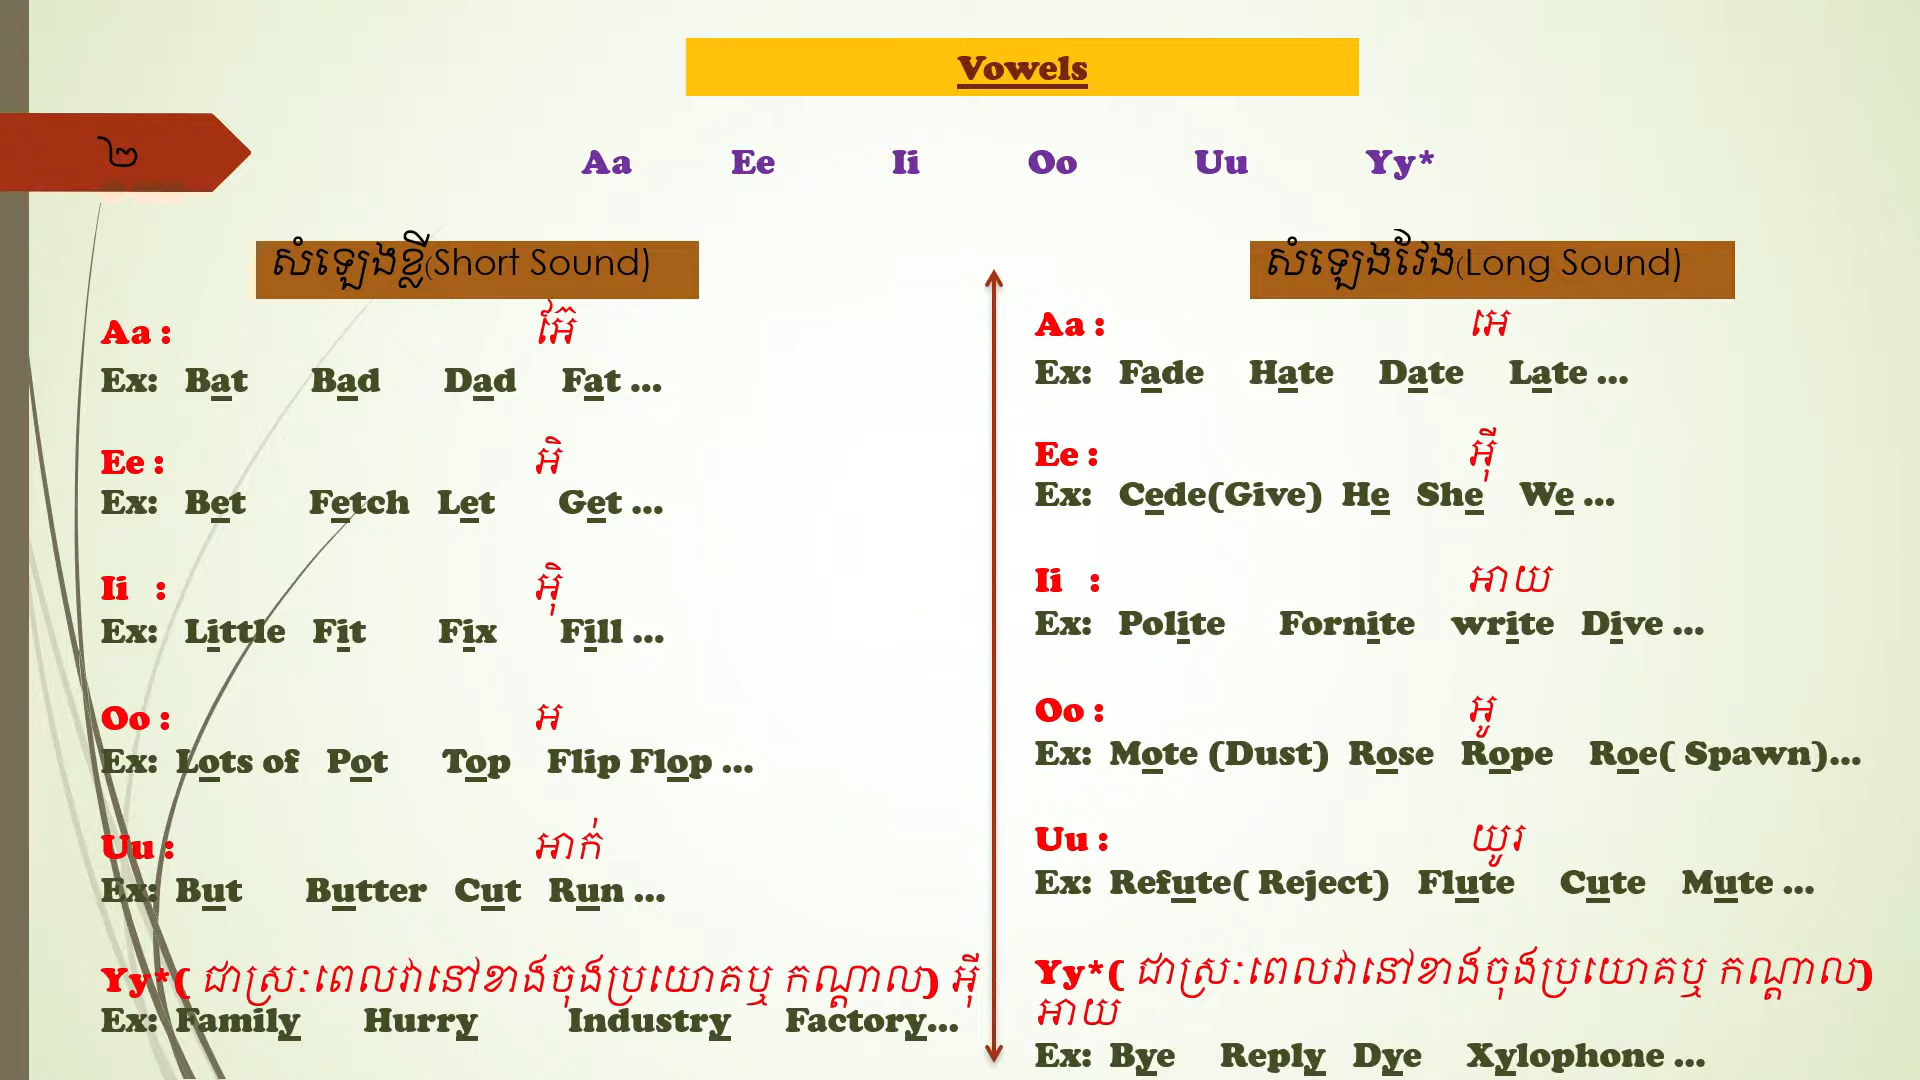 Vowels
២
Aa Ee Ii Oo Uu Yy*
សំឡេងខ្លី(Short Sound)
Aa : អ៊ែ
Ex: Bat Bad Dad Fat ...
Ee : អិ
Ex: Bet Fetch Let Get ...
Ii : អ៊ិ
Ex: Little Fit Fix Fill ...
Oo : អ
Ex: Lots of Pot Top Flip Flop ...
Uu : អាក់
Ex: But Butter Cut Run ...
Yy*( ជាស្រៈពេលវានៅខាងចុងប្រយោគឬ កណ្ដាល) អ៊ី
Ex: Family Hurry Industry Factory...
សំឡេងវែង(Long Sound)
Aa : អេ
Ex: Fade Hate Date Late ...
Ee : អ៊ី
Ex: Cede(Give) He She We ...
Ii : អាយ
Ex: Polite Fornite write Dive ...
Oo : អូ
Ex: Mote (Dust) Rose Rope Roe( Spawn)...
Uu : យូរ
Ex: Refute( Reject) Flute Cute Mute ...
Yy*( ជាស្រៈពេលវានៅខាងចុងប្រយោគឬ កណ្ដាល)
អាយ
Ex: Bye Reply Dye Xylophone ...